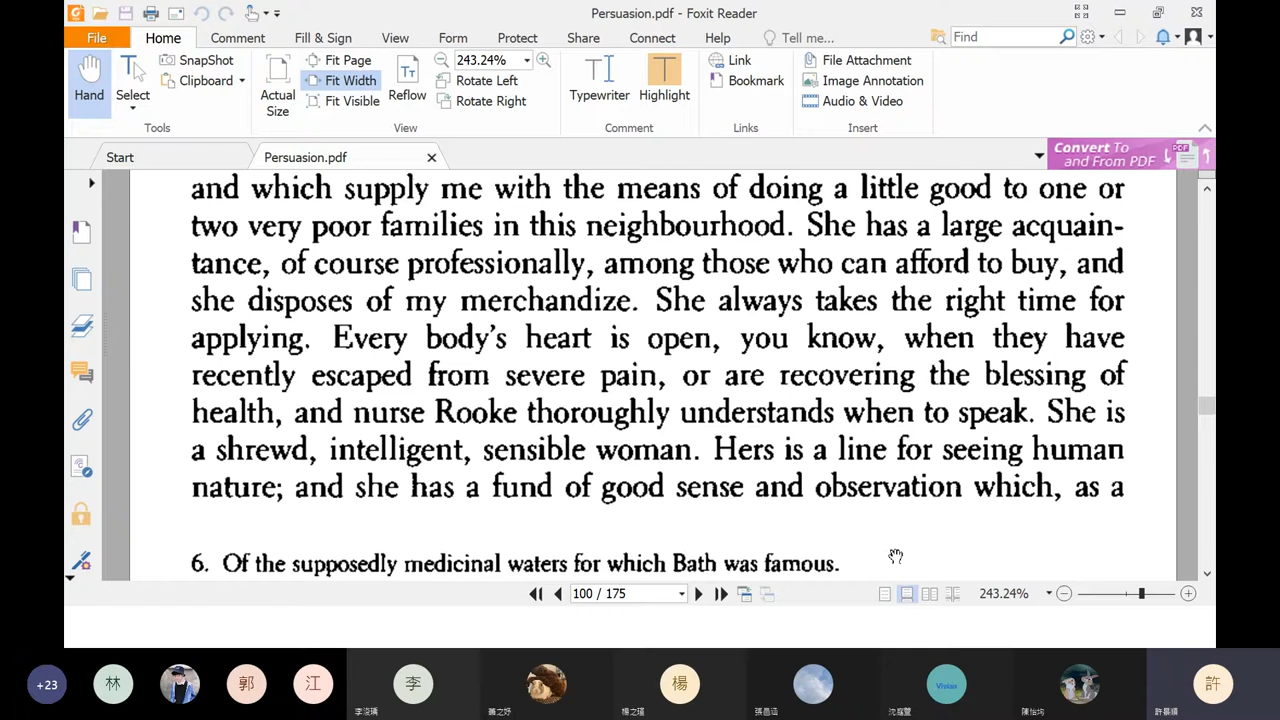 Persuasion.pdf - Foxit Reader
File
Home
Comment
Fill & Sign
View
Form
Protect
Share
Connect
Help
Tell me...
Find
Hand
Select
SnapShot
Clipboard
Actual Size
Fit Page
Fit Width
Fit Visible
Reflow
243.24%
Rotate Left
Rotate Right
Typewriter
Highlight
Link
Bookmark
File Attachment
Image Annotation
Audio & Video
Tools
View
Comment
Links
Insert
Start
Persuasion.pdf
Convert To
and From PDF
PDF
and which supply me with the means of doing a little good to one or
two very poor families in this neighbourhood. She has a large acquain-
tance, of course professionally, among those who can afford to buy, and
she disposes of my merchandize. She always takes the right time for
applying. Every body's heart is open, you know, when they have
recently escaped from severe pain, or are recovering the blessing of
health, and nurse Rooke thoroughly understands when to speak. She is
a shrewd, intelligent, sensible woman. Hers is a line for seeing human
nature; and she has a fund of good sense and observation which, as a
6. Of the supposedly medicinal waters for which Bath was famous.
100 / 175
243.24%
+23
林
郭
江
李
楊
Vivian
許